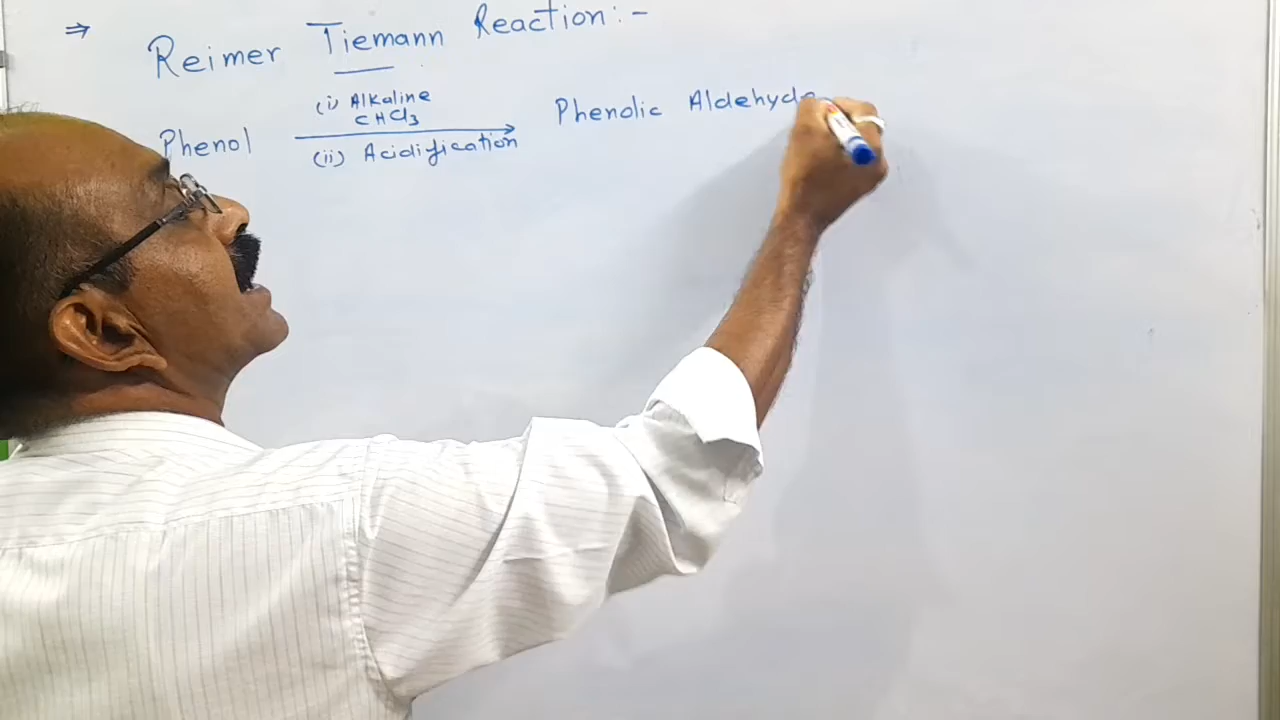 ⇒ Reimer Tiemann Reaction:-
(i) Alkaline
CHCl3
Phenol ⟶ Phenolic Aldehyde
(ii) Acidification